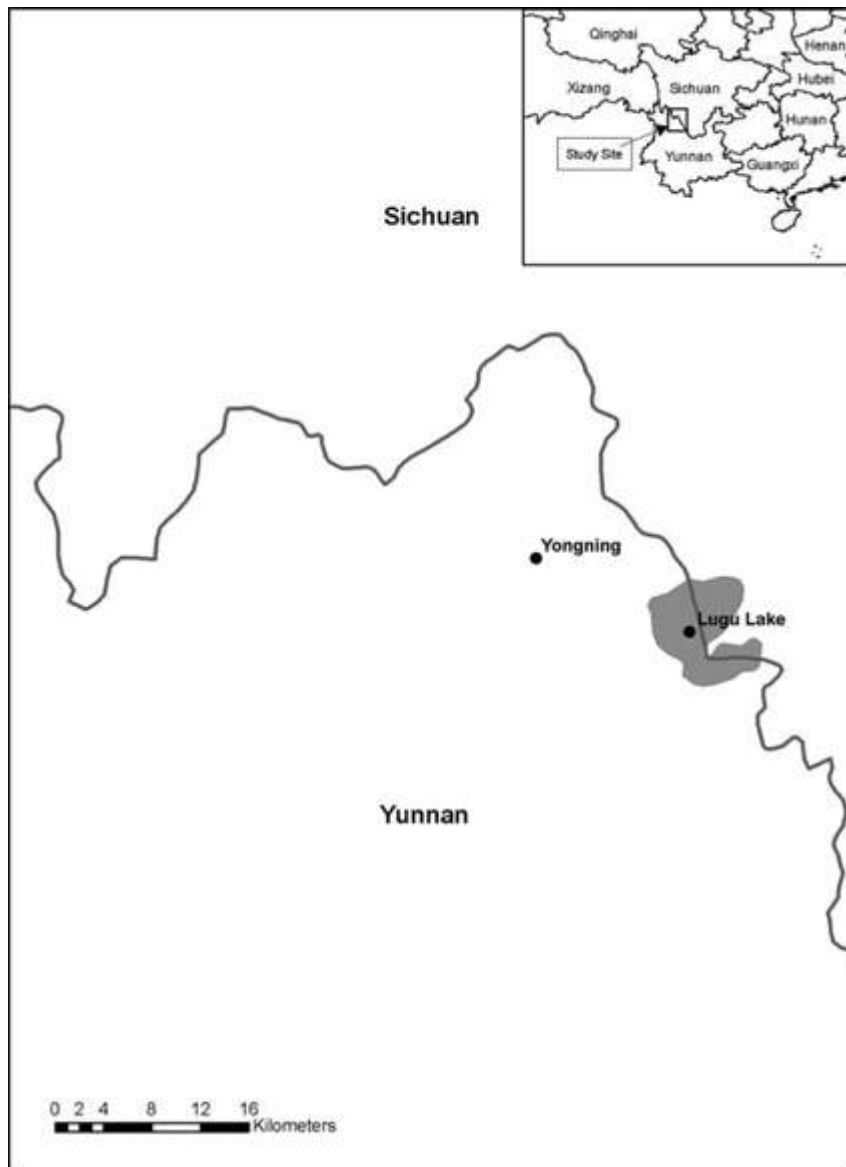 Qinghai
Henan
Xizang
Sichuan
Hubei
Hunan
Study Site
Yunnan
Guangxi
Sichuan
Yongning
Lugu Lake
Yunnan
0 2 4 8 12 16
Kilometers